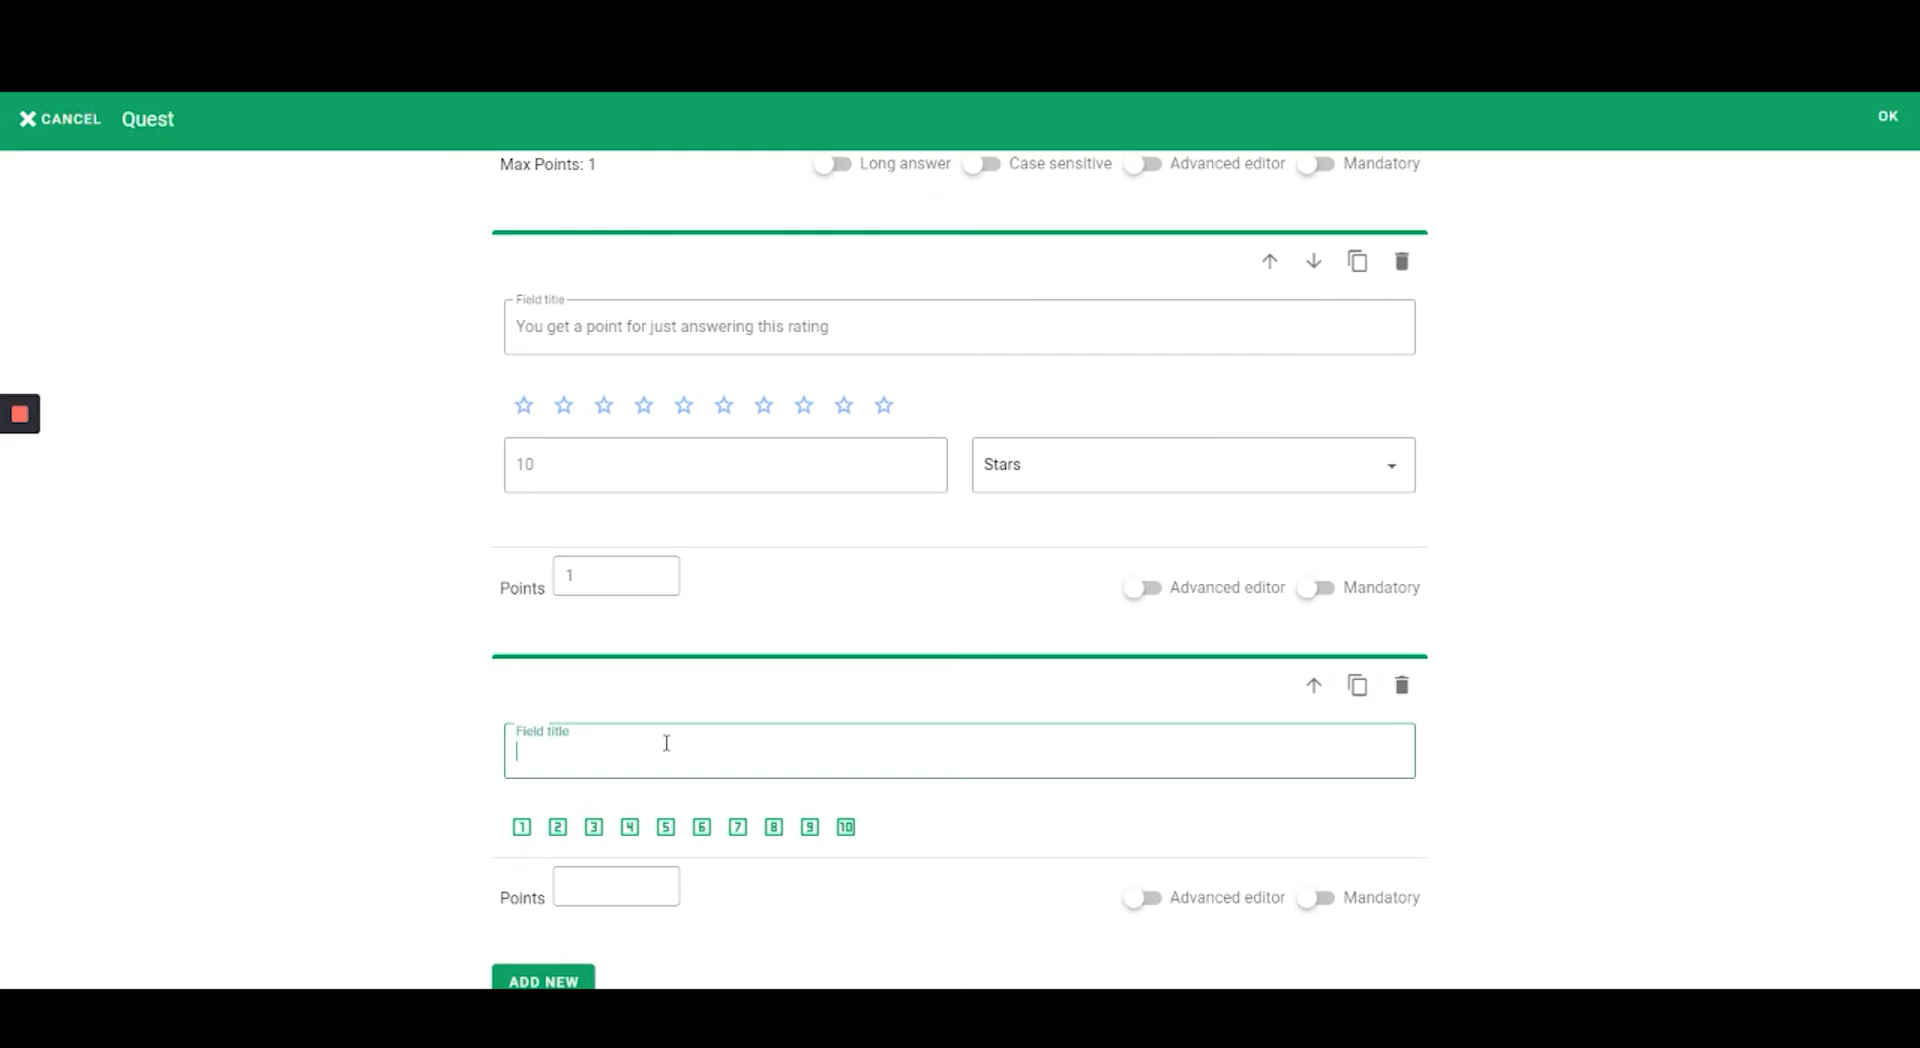 CANCEL Quest OK
Max Points: 1 Long answer Case sensitive Advanced editor Mandatory
Field title
You get a point for just answering this rating
10 Stars
Points 1 Advanced editor Mandatory
Field title
1 2 3 4 5 6 7 8 9 10
Points Advanced editor Mandatory
ADD NEW